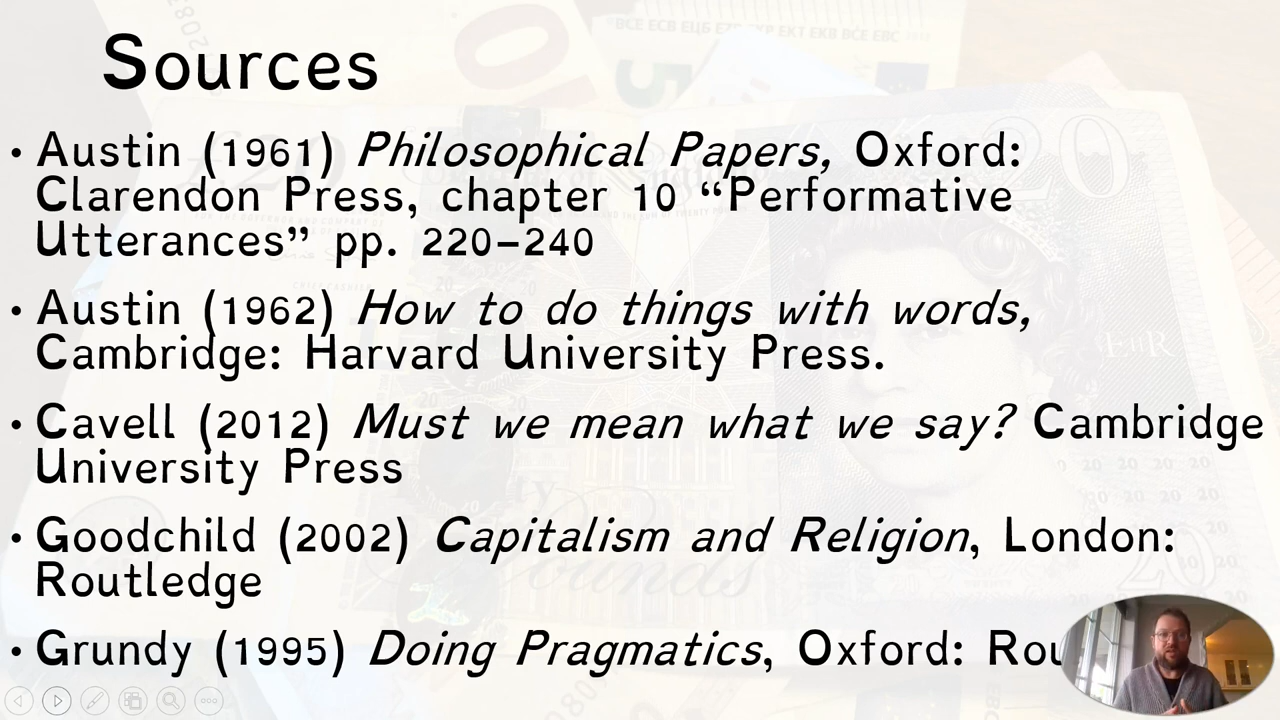 Sources
• Austin (1961) Philosophical Papers, Oxford:
Clarendon Press, chapter 10 “Performative
Utterances” pp. 220–240
• Austin (1962) How to do things with words,
Cambridge: Harvard University Press.
• Cavell (2012) Must we mean what we say? Cambridge
University Press
• Goodchild (2002) Capitalism and Religion, London:
Routledge
• Grundy (1995) Doing Pragmatics, Oxford: Rou